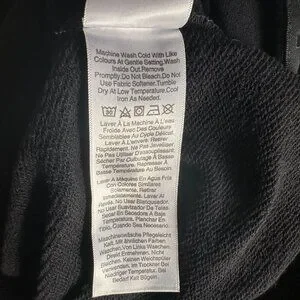 Machine Wash Cold With Like
Colours At Gentle Setting.Wash
Inside Out.Remove
Promptly.Do Not Bleach.Do Not
Use Fabric Softener.Tumble
Dry At Low Temperature.Cool
Iron As Needed.
Laver À La Machine À L'eau
Froide Avec Des Couleurs
Semblables Au Cycle Délicat.
Laver À L'envers. Retirer
Rapidement. Ne Pas Javelliser.
Ne Pas Utiliser D'assouplissant.
Sécher Par Culbutage À Basse
Température. Repasser À
Basse Température Au Besoin.
Lavar A Máquina En Agua Fría
Con Colores Similares
Solamente. Retirar
Inmediatamente. Lavar Al
Revés. No Usar Blanqueador.
No Usar Suavizador De Telas.
Secar En Secadora A Baja
Temperatura. Planchar En
Frío, Cuando Sea Necesario.
Maschinenwäsche Pflegeleicht
Kalt. Mit Ähnlichen Farben
Waschen.Von Links Waschen.
Direkt Entnehmen. Nicht
Bleichen. Keinen Weichspüler
Verwenden. Im Trockner Bei
Niedriger Temperatur. Bei
Bedarf Kalt Bügeln.